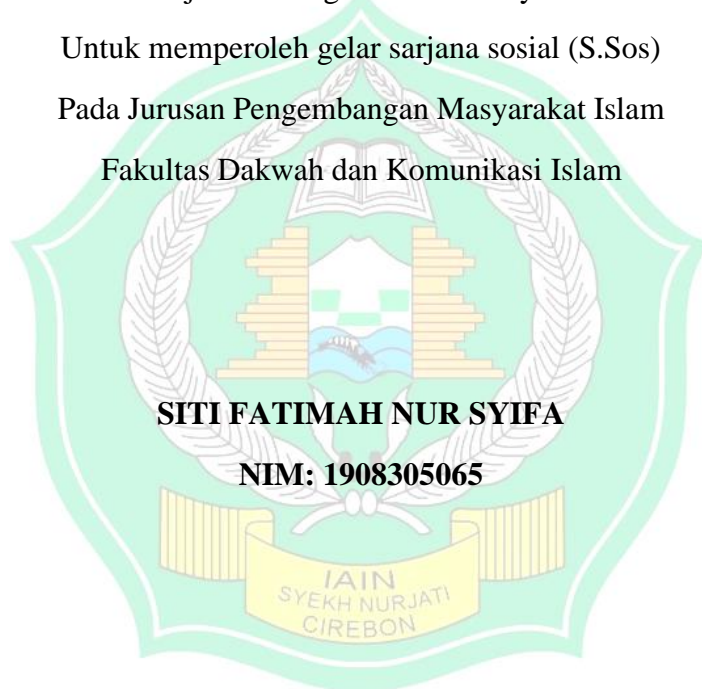 Untuk memperoleh gelar sarjana sosial (S.Sos)
Pada Jurusan Pengembangan Masyarakat Islam
Fakultas Dakwah dan Komunikasi Islam
SITI FATIMAH NUR SYIFA
NIM: 1908305065
IAIN
SYEKH NURJATI
CIREBON